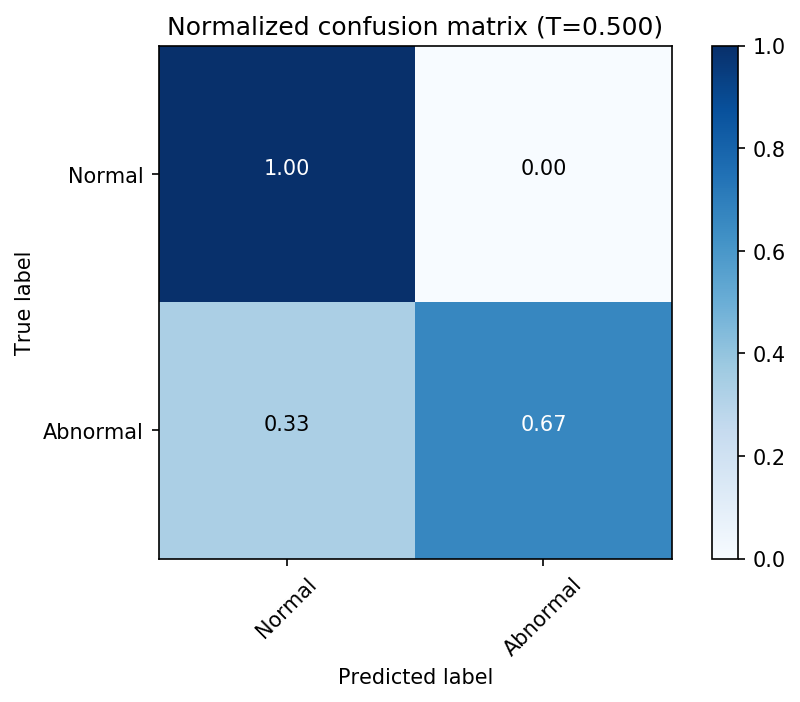 Normalized confusion matrix (T=0.500)
True label
Normal
Abnormal
1.00
0.00
0.33
0.67
Normal
Abnormal
Predicted label
1.0
0.8
0.6
0.4
0.2
0.0